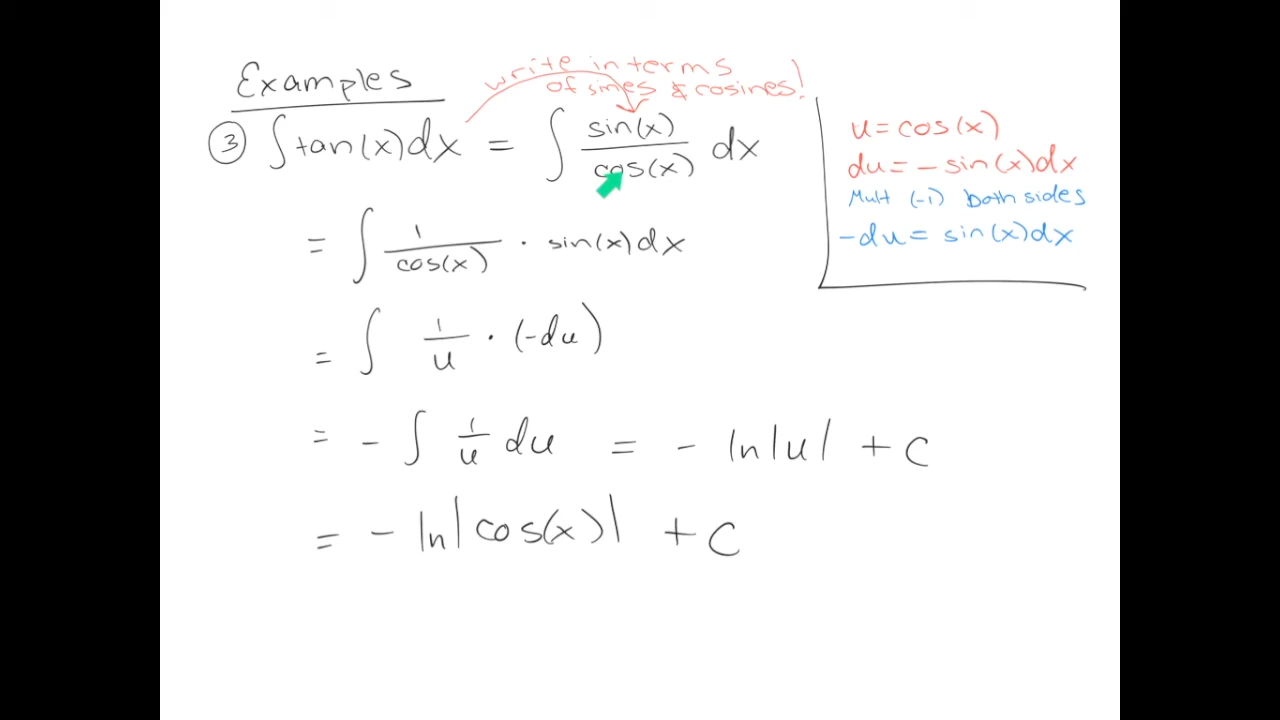 Examples
write in terms
of sines & cosines!
③ ∫ tan(x) dx = ∫ sin(x)/cos(x) dx
= ∫ 1/cos(x) · sin(x) dx
= ∫ 1/u · (-du)
= - ∫ 1/u du = - ln|u| + C
= - ln|cos(x)| + C
u = cos(x)
du = - sin(x) dx
Mult (-1) both sides
-du = sin(x) dx